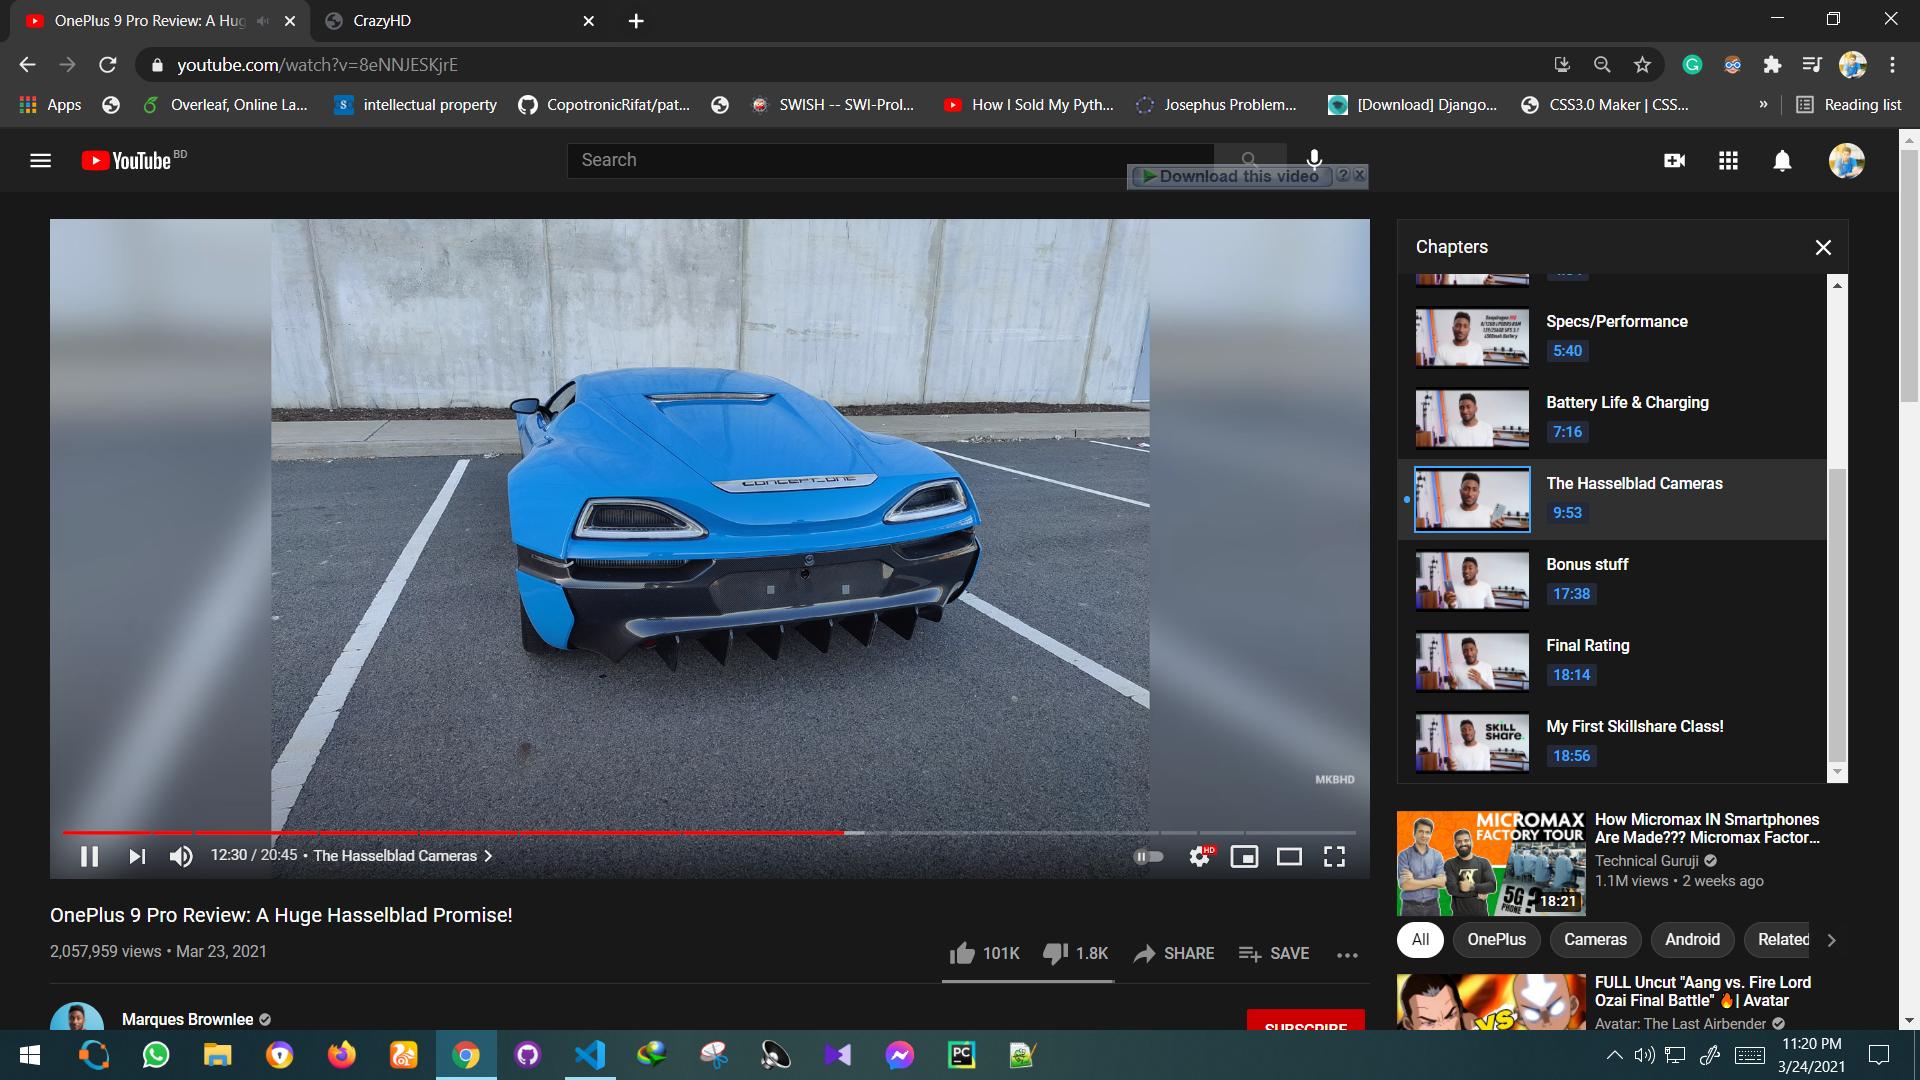 OnePlus 9 Pro Review: A Hug
CrazyHD
youtube.com/watch?v=8eNNJESKjrE
Apps
Overleaf, Online La...
intellectual property
CopotronicRifat/pat...
SWISH -- SWI-Prol...
How I Sold My Pyth...
Josephus Problem...
[Download] Django...
CSS3.0 Maker | CSS...
»
Reading list
YouTube BD
Search
Download this video
Chapters
Specs/Performance
5:40
Battery Life & Charging
7:16
The Hasselblad Cameras
9:53
Bonus stuff
17:38
Final Rating
18:14
SKILL
SHARE.
My First Skillshare Class!
18:56
CONCEPT_ONE
MKBHD
12:30 / 20:45 • The Hasselblad Cameras
HD
OnePlus 9 Pro Review: A Huge Hasselblad Promise!
2,057,959 views • Mar 23, 2021
101K
1.8K
SHARE
SAVE
Marques Brownlee
SUBSCRIBE
MICROMAX
FACTORY TOUR
5G
PHONE
18:21
How Micromax IN Smartphones
Are Made??? Micromax Factor...
Technical Guruji
1.1M views • 2 weeks ago
All
OnePlus
Cameras
Android
Related
VS
FULL Uncut "Aang vs. Fire Lord
Ozai Final Battle" 🔥| Avatar
Avatar: The Last Airbender
PC
11:20 PM
3/24/2021